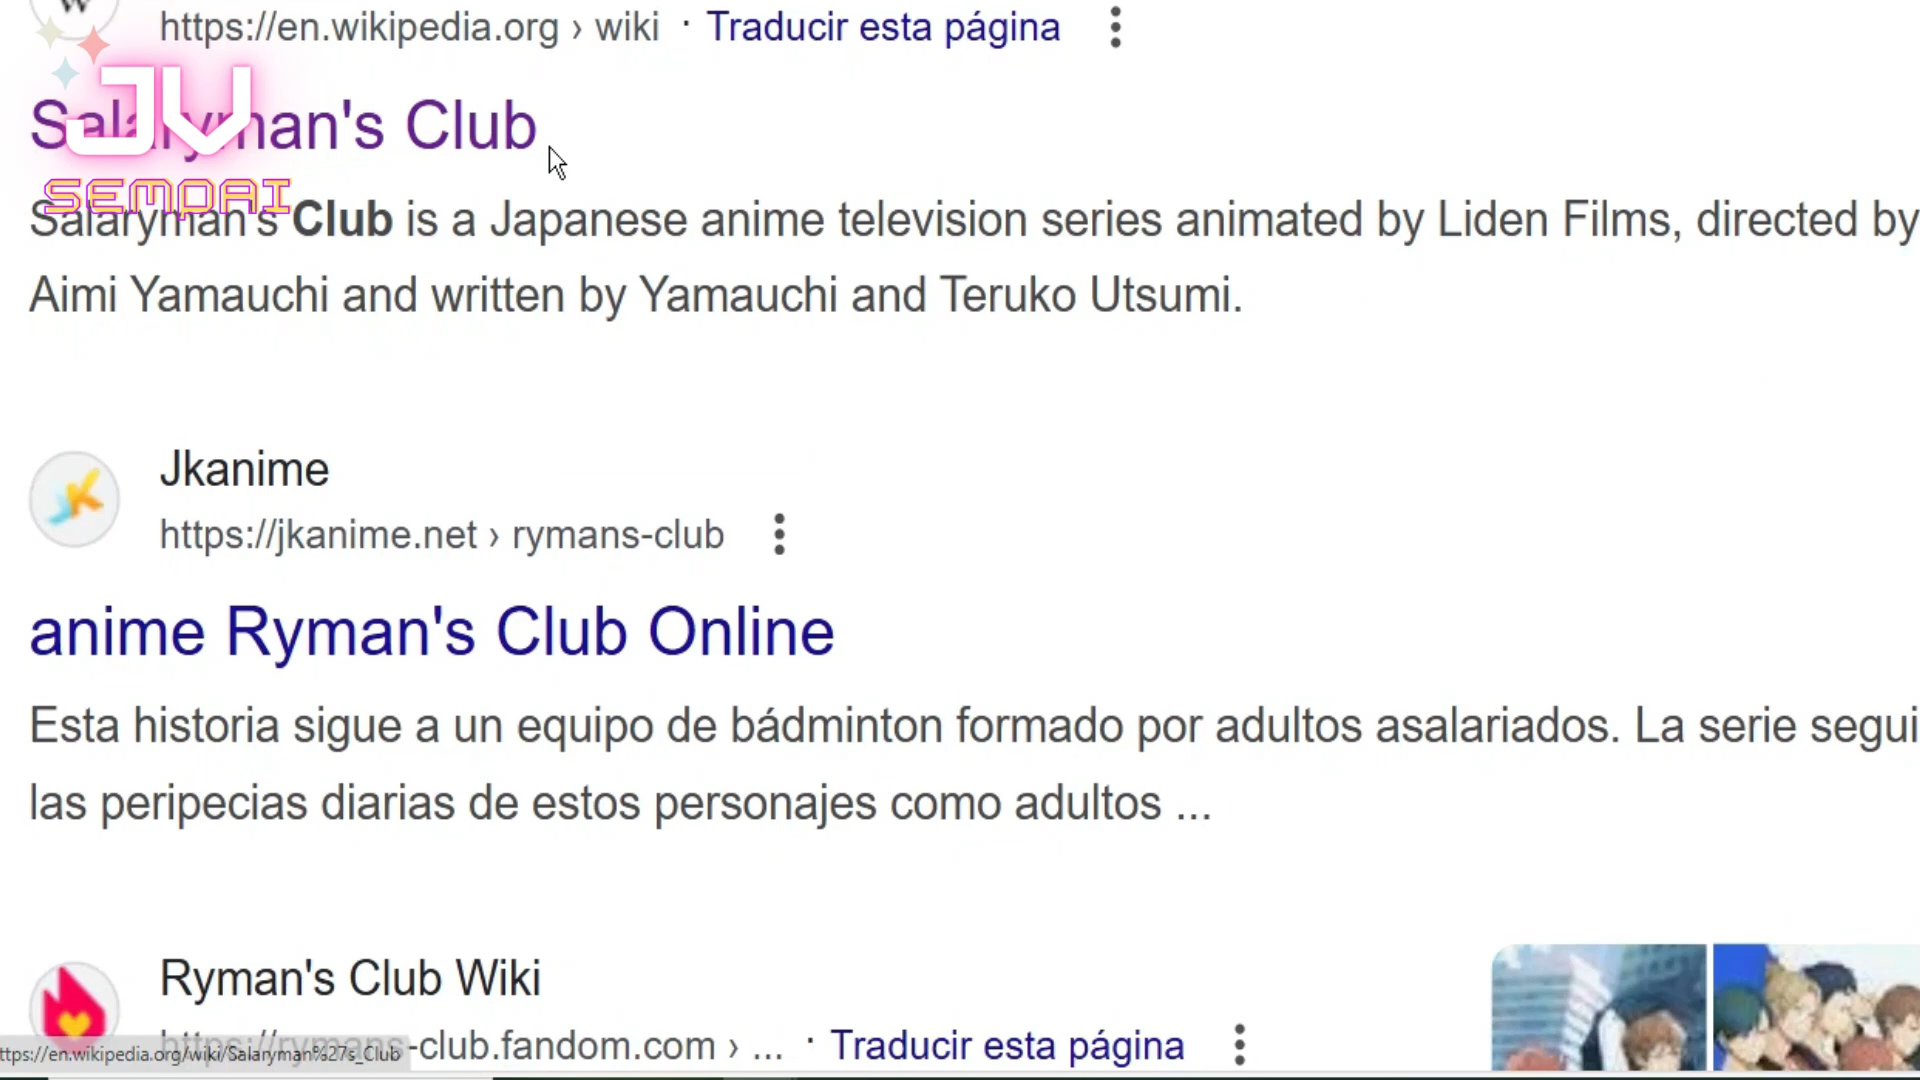 https://en.wikipedia.org › wiki · Traducir esta página
JV
SEMPAI
Salaryman's Club
Salaryman's Club is a Japanese anime television series animated by Liden Films, directed by
Aimi Yamauchi and written by Yamauchi and Teruko Utsumi.
Jkanime
https://jkanime.net › rymans-club
anime Ryman's Club Online
Esta historia sigue a un equipo de bádminton formado por adultos asalariados. La serie segui
las peripecias diarias de estos personajes como adultos ...
Ryman's Club Wiki
https://rymans-club.fandom.com › ... · Traducir esta página
ttps://en.wikipedia.org/wiki/Salaryman%27s_Club